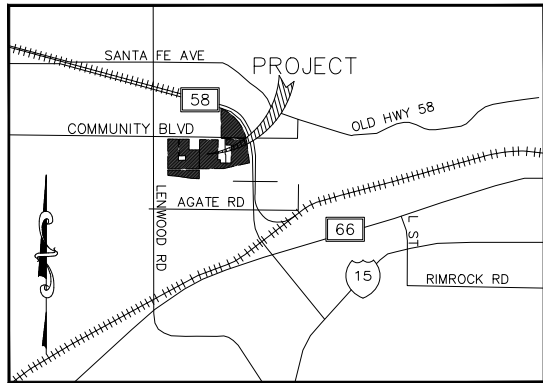 SANTA FE AVE
PROJECT
58
OLD HWY 58
COMMUNITY BLVD
LENWOOD RD
AGATE RD
66
L ST
15
RIMROCK RD